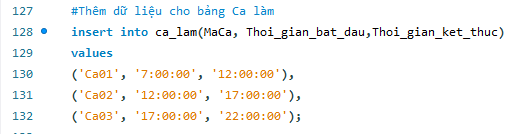 127 #Thêm dữ liệu cho bảng Ca làm
128 insert into ca_lam(MaCa, Thoi_gian_bat_dau,Thoi_gian_ket_thuc)
129 values
130 ('Ca01', '7:00:00', '12:00:00'),
131 ('Ca02', '12:00:00', '17:00:00'),
132 ('Ca03', '17:00:00', '22:00:00');